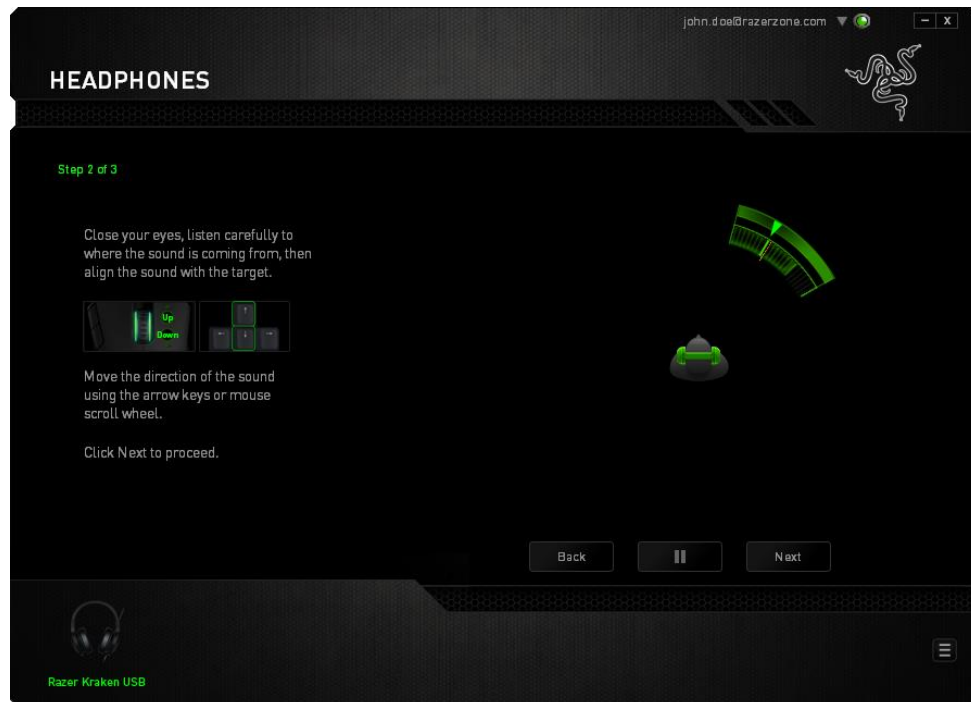 john.doe@razerzone.com
X
HEADPHONES
Step 2 of 3
Close your eyes, listen carefully to
where the sound is coming from, then
align the sound with the target.
Up
Down
Move the direction of the sound
using the arrow keys or mouse
scroll wheel.
Click Next to proceed.
Back
Next
Razer Kraken USB